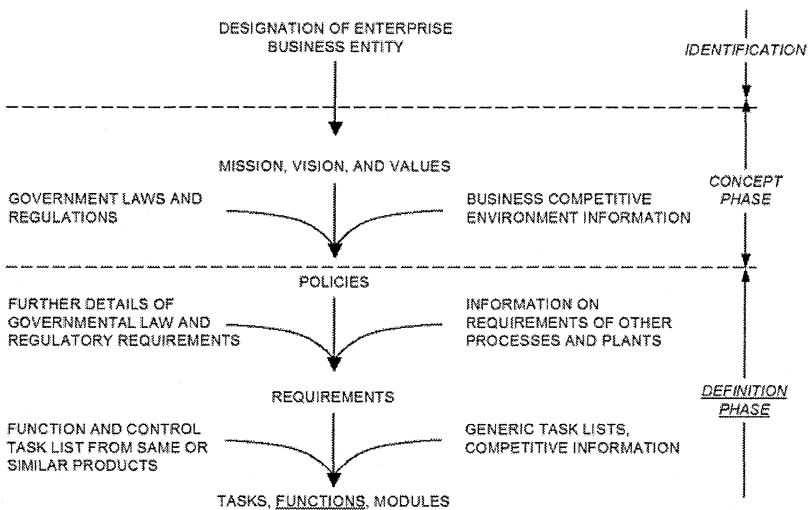 DESIGNATION OF ENTERPRISE
BUSINESS ENTITY
IDENTIFICATION
MISSION, VISION, AND VALUES
GOVERNMENT LAWS AND
REGULATIONS
BUSINESS COMPETITIVE
ENVIRONMENT INFORMATION
CONCEPT
PHASE
POLICIES
FURTHER DETAILS OF
GOVERNMENTAL LAW AND
REGULATORY REQUIREMENTS
INFORMATION ON
REQUIREMENTS OF OTHER
PROCESSES AND PLANTS
REQUIREMENTS
DEFINITION
PHASE
FUNCTION AND CONTROL
TASK LIST FROM SAME OR
SIMILAR PRODUCTS
GENERIC TASK LISTS,
COMPETITIVE INFORMATION
TASKS, FUNCTIONS, MODULES